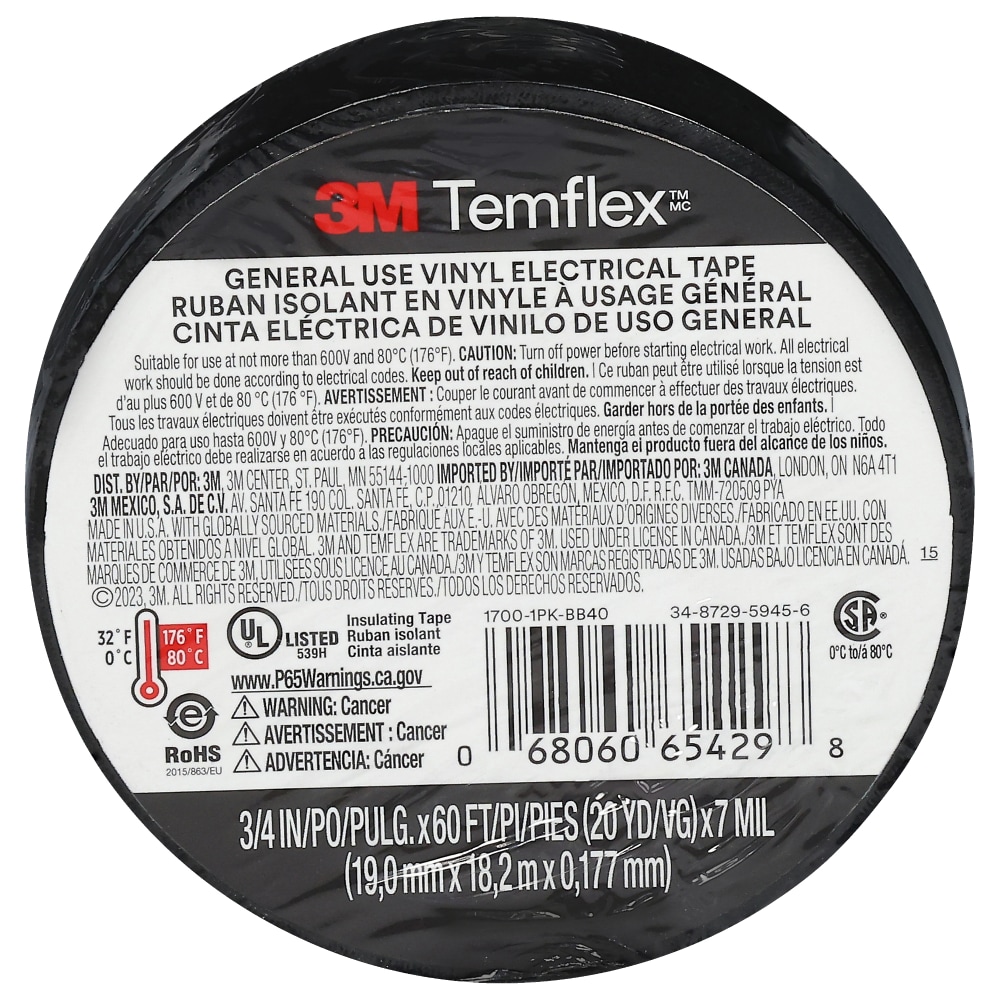 3M Temflex™ MC
GENERAL USE VINYL ELECTRICAL TAPE
RUBAN ISOLANT EN VINYLE À USAGE GÉNÉRAL
CINTA ELÉCTRICA DE VINILO DE USO GENERAL
Suitable for use at not more than 600V and 80°C (176°F). CAUTION: Turn off power before starting electrical work. All electrical
work should be done according to electrical codes. Keep out of reach of children. | Ce ruban peut être utilisé lorsque la tension est
d'au plus 600 V et de 80 °C (176 °F). AVERTISSEMENT : Couper le courant avant de commencer à effectuer des travaux électriques.
Tous les travaux électriques doivent être exécutés conformément aux codes électriques. Garder hors de la portée des enfants. |
Adecuado para uso hasta 600V y 80°C (176°F). PRECAUCIÓN: Apague el suministro de energía antes de comenzar el trabajo eléctrico. Todo
el trabajo eléctrico debe realizarse en acuerdo a las regulaciones locales aplicables. Mantenga el producto fuera del alcance de los niños.
DIST. BY/PAR/POR: 3M, 3M CENTER, ST. PAUL, MN 55144-1000 IMPORTED BY/IMPORTÉ PAR/IMPORTADO POR: 3M CANADA, LONDON, ON N6A 4T1
3M MEXICO, S.A. DE C.V. AV. SANTA FE 190 COL. SANTA FE, C.P.,01210, ALVARO OBREGÓN, MÉXICO, D.F. R.F.C. TMM-720509 PYA
MADE IN U.S.A. WITH GLOBALLY SOURCED MATERIALS./FABRIQUÉ AUX É.-U. AVEC DES MATÉRIAUX D'ORIGINES DIVERSES./FABRICADO EN EE.UU. CON
MATERIALES OBTENIDOS A NIVEL GLOBAL. 3M AND TEMFLEX ARE TRADEMARKS OF 3M. USED UNDER LICENSE IN CANADA./3M ET TEMFLEX SONT DES
MARQUES DE COMMERCE DE 3M, UTILISÉES SOUS LICENCE AU CANADA./3M Y TEMFLEX SON MARCAS REGISTRADAS DE 3M. USADAS BAJO LICENCIA EN CANADÁ. 15
©2023, 3M. ALL RIGHTS RESERVED./TOUS DROITS RÉSERVÉS./TODOS LOS DERECHOS RESERVADOS.
32°F 176°F
0°C 80°C
UL® LISTED 539H
Insulating Tape
Ruban isolant
Cinta aislante
1700-1PK-BB40 34-8729-5945-6
SA®
0°C to/á 80°C
www.P65Warnings.ca.gov
⚠ WARNING: Cancer
⚠ AVERTISSEMENT : Cancer
⚠ ADVERTENCIA: Cáncer
e
RoHS
2015/863/EU
0 68060 65429 8
3/4 IN/PO/PULG. x 60 FT/PI/PIES (20 YD/VG) x 7 MIL
(19,0 mm x 18,2 m x 0,177 mm)